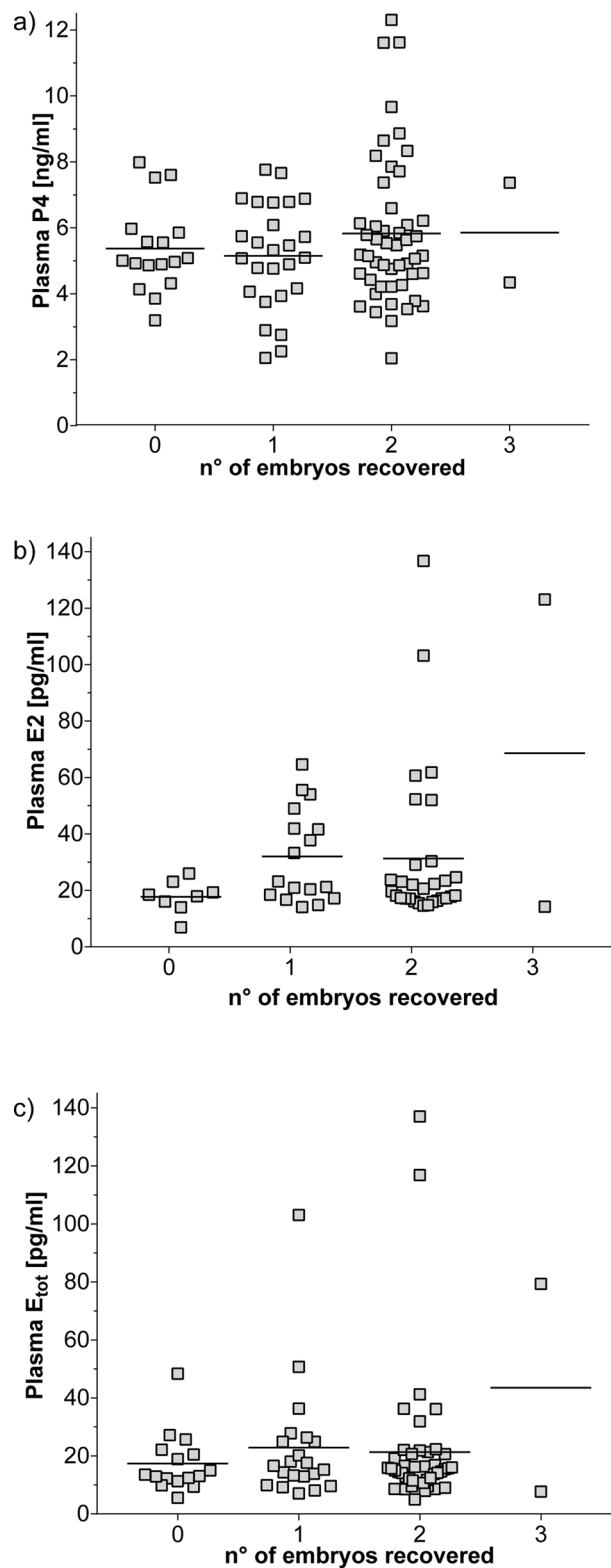 a)
Plasma P4 [ng/ml]
12
10
8
6
4
2
0
0 1 2 3
n° of embryos recovered
b)
Plasma E2 [pg/ml]
140
120
100
80
60
40
20
0
0 1 2 3
n° of embryos recovered
c)
Plasma Etot [pg/ml]
140
120
100
80
60
40
20
0
0 1 2 3
n° of embryos recovered